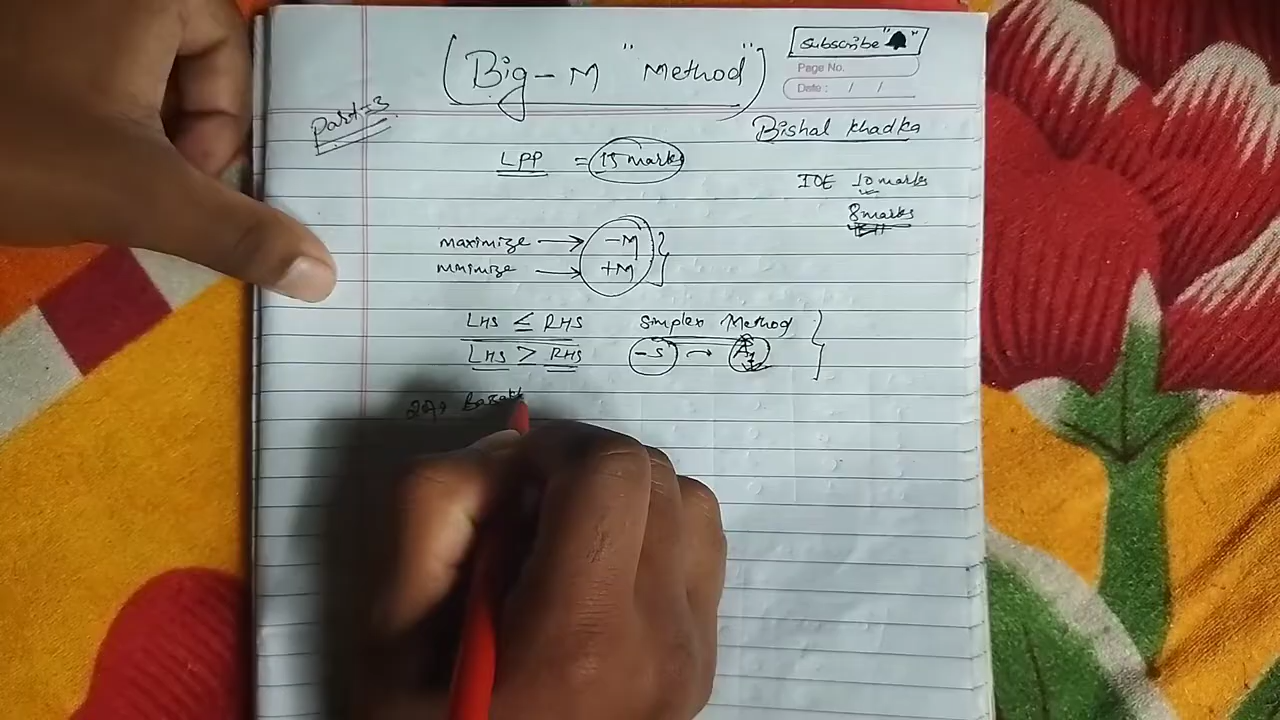 (Big-M "Method")
Subscribe "🔔"
Page No.
Date : / /
Part-3
Bishal Khadka
LPP = 15 marks
IOE 10 marks
8 marks
maximize → -M
minimize → +M
LHS ≤ RHS Simplex Method
LHS ≥ RHS -S → A